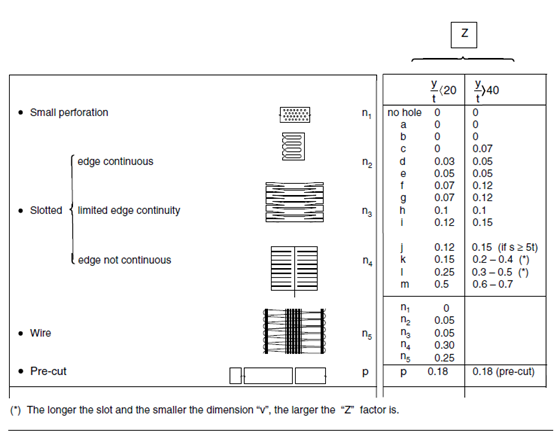 Z
y/t⟨20 y/t⟩40
• Small perforation n1 no hole 0 0
a 0 0
b 0 0
edge continuous n2 c 0 0.07
d 0.03 0.05
e 0.05 0.05
f 0.07 0.12
• Slotted limited edge continuity n3 g 0.07 0.12
h 0.1 0.1
i 0.12 0.15
j 0.12 0.15 (if s ≥ 5t)
edge not continuous n4 k 0.15 0.2 – 0.4 (*)
l 0.25 0.3 – 0.5 (*)
m 0.5 0.6 – 0.7
n1 0
n2 0.05
• Wire n5 n3 0.05
n4 0.30
n5 0.25
• Pre-cut p p 0.18 0.18 (pre-cut)
(*) The longer the slot and the smaller the dimension “v”, the larger the “Z” factor is.